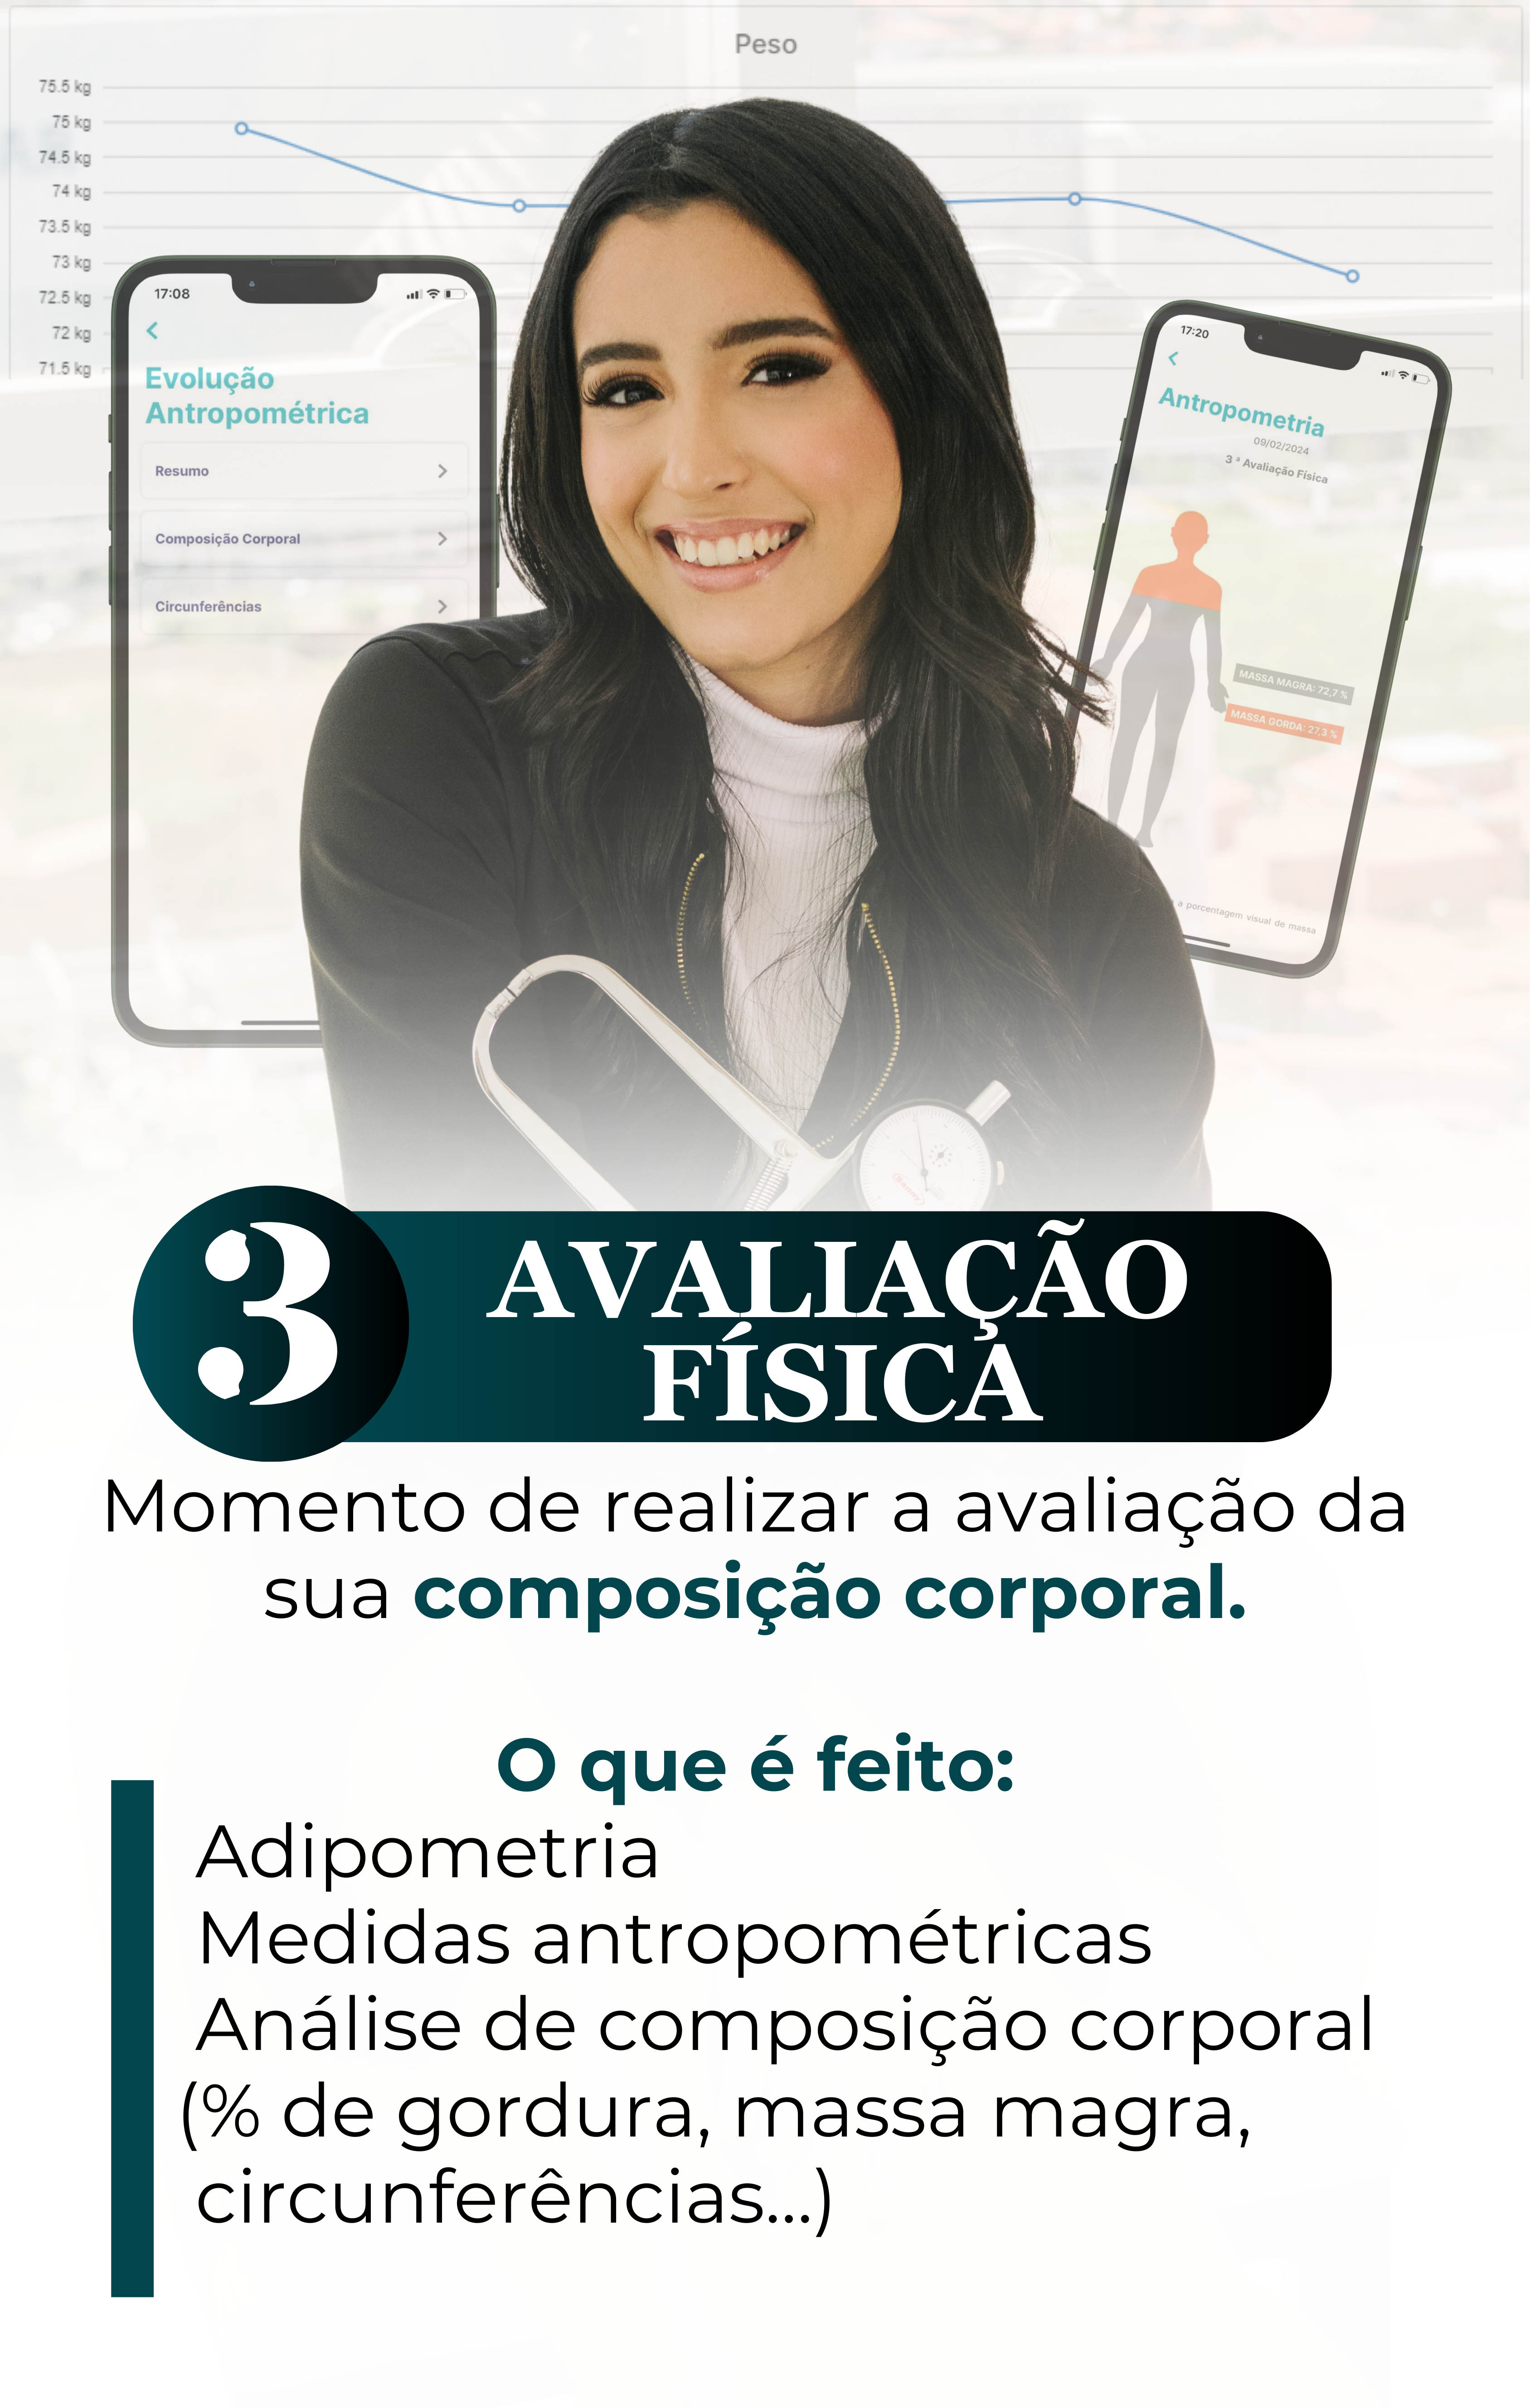 Peso
75.5 kg
75 kg
74.5 kg
74 kg
73.5 kg
73 kg
72.5 kg
72 kg
71.5 kg
17:08
Evolução
Antropométrica
Resumo
Composição Corporal
Circunferências
17:20
Antropometria
09/02/2024
3 ª Avaliação Física
MASSA MAGRA: 72,7 %
MASSA GORDA: 27,3 %
a porcentagem visual de massa
3
AVALIAÇÃO
FÍSICA
Momento de realizar a avaliação da
sua composição corporal.
O que é feito:
Adipometria
Medidas antropométricas
Análise de composição corporal
(% de gordura, massa magra,
circunferências...)